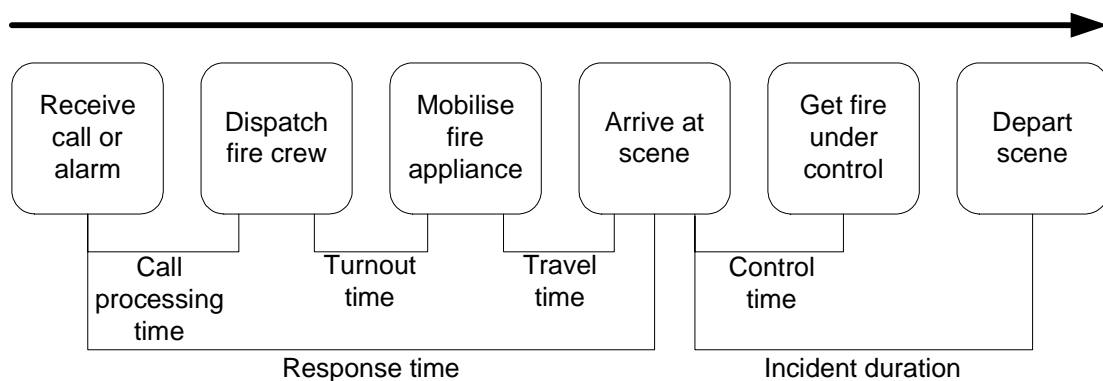 Receive
call or
alarm
Dispatch
fire crew
Mobilise
fire
appliance
Arrive at
scene
Get fire
under
control
Depart
scene
Call
processing
time
Turnout
time
Travel
time
Control
time
Response time
Incident duration